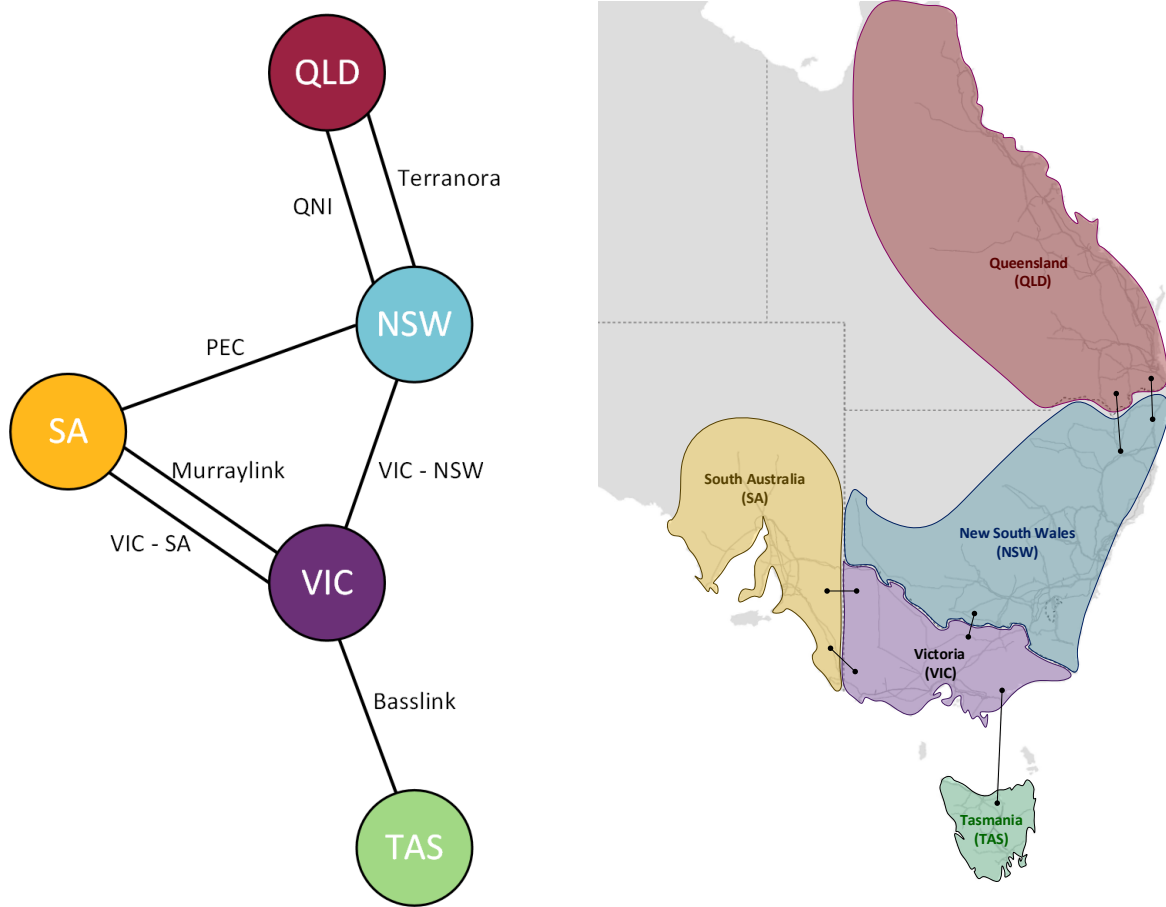 QLD
Terranora
QNI
NSW
PEC
SA
Murraylink
VIC - NSW
VIC - SA
VIC
Basslink
TAS
Queensland
(QLD)
South Australia
(SA)
New South Wales
(NSW)
Victoria
(VIC)
Tasmania
(TAS)